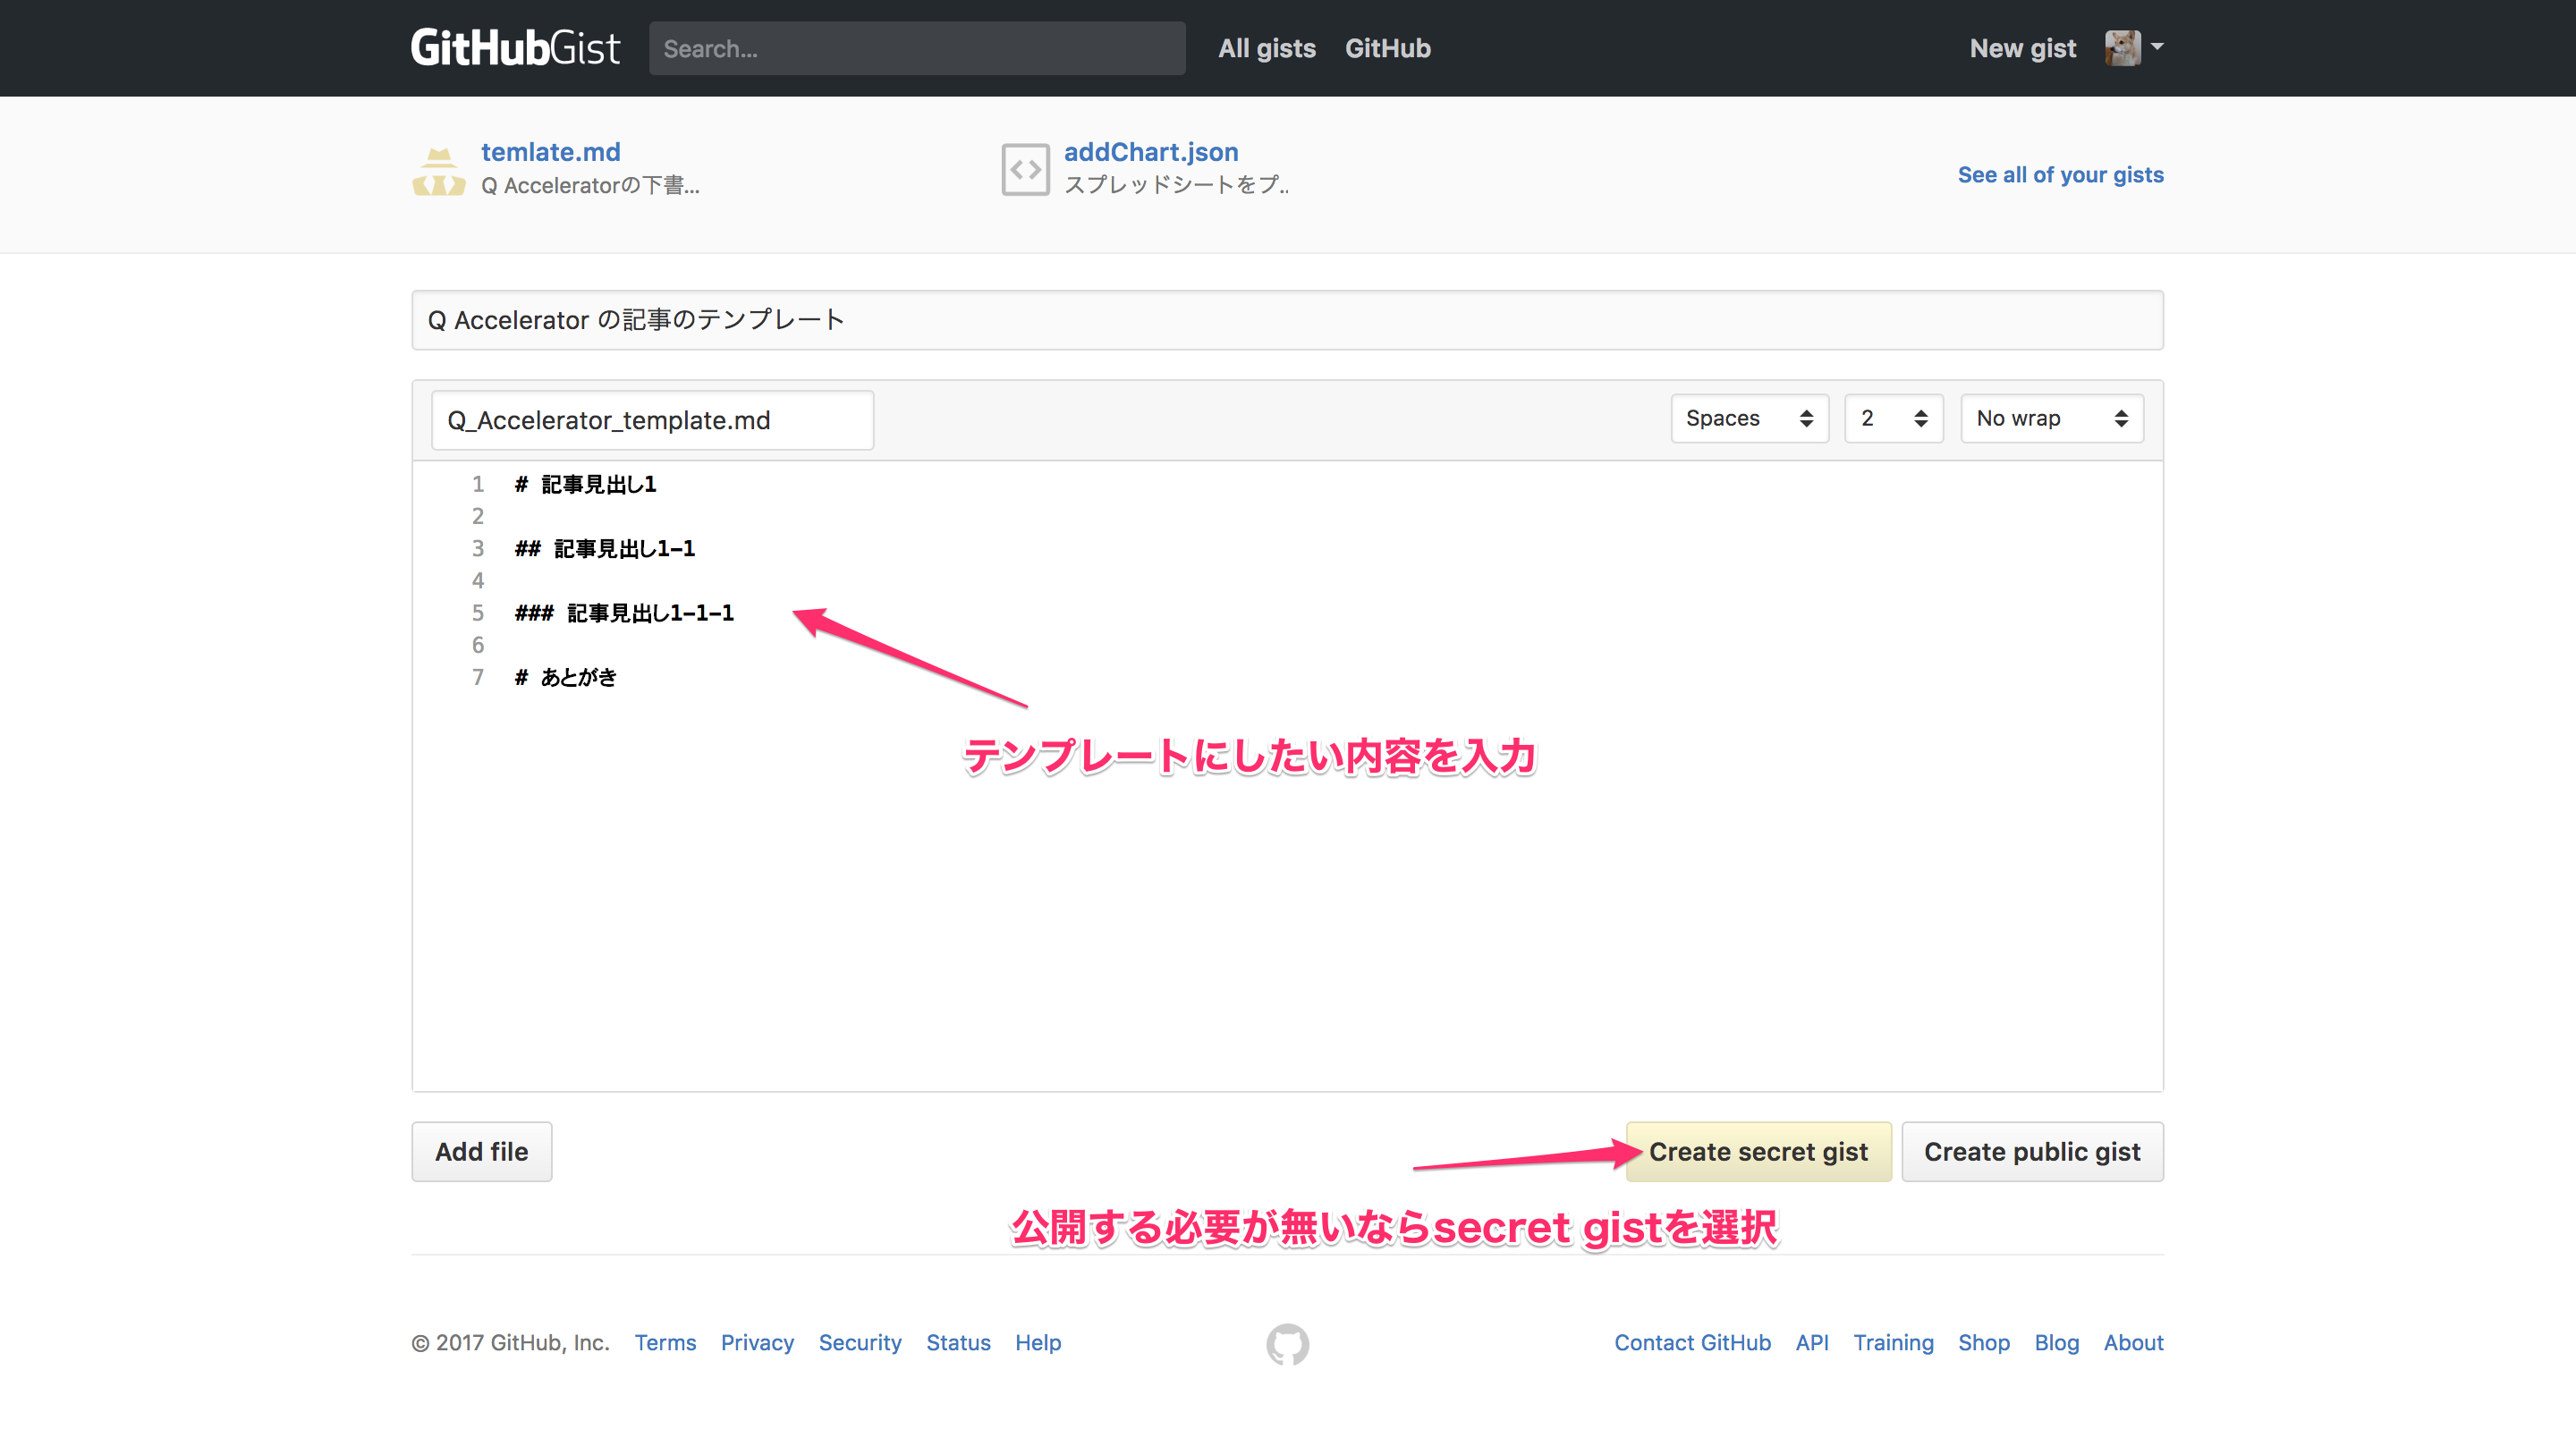 GitHubGist Search... All gists GitHub New gist
temlate.md addChart.json
Q Acceleratorの下書... スプレッドシートをプ.. See all of your gists
Q Accelerator の記事のテンプレート
Q_Accelerator_template.md Spaces 2 No wrap
1 # 記事見出し1
2
3 ## 記事見出し1-1
4
5 ### 記事見出し1-1-1
6
7 # あとがき
テンプレートにしたい内容を入力
Add file Create secret gist Create public gist
公開する必要が無いならsecret gistを選択
© 2017 GitHub, Inc. Terms Privacy Security Status Help Contact GitHub API Training Shop Blog About